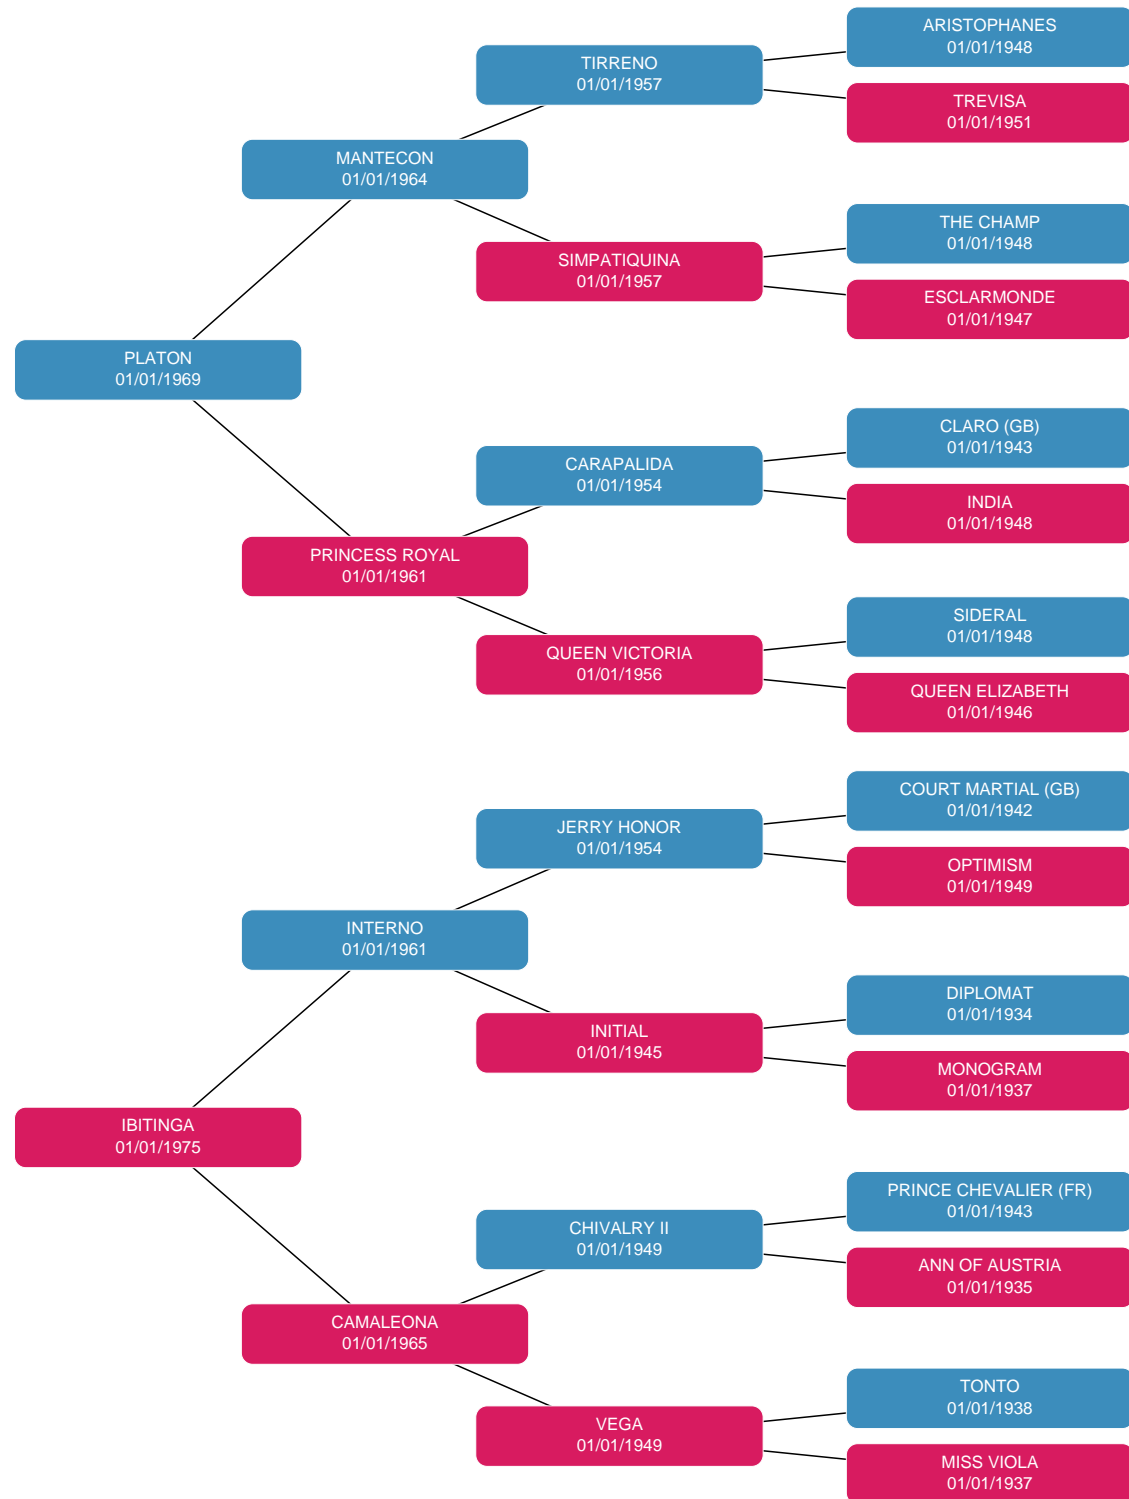 ARISTOPHANES
01/01/1948
TIRRENO
01/01/1957
TREVISA
01/01/1951
MANTECON
01/01/1964
THE CHAMP
01/01/1948
SIMPATIQUINA
01/01/1957
ESCLARMONDE
01/01/1947
PLATON
01/01/1969
CLARO (GB)
01/01/1943
CARAPALIDA
01/01/1954
INDIA
01/01/1948
PRINCESS ROYAL
01/01/1961
SIDERAL
01/01/1948
QUEEN VICTORIA
01/01/1956
QUEEN ELIZABETH
01/01/1946
COURT MARTIAL (GB)
01/01/1942
JERRY HONOR
01/01/1954
OPTIMISM
01/01/1949
INTERNO
01/01/1961
DIPLOMAT
01/01/1934
INITIAL
01/01/1945
MONOGRAM
01/01/1937
IBITINGA
01/01/1975
PRINCE CHEVALIER (FR)
01/01/1943
CHIVALRY II
01/01/1949
ANN OF AUSTRIA
01/01/1935
CAMALEONA
01/01/1965
TONTO
01/01/1938
VEGA
01/01/1949
MISS VIOLA
01/01/1937